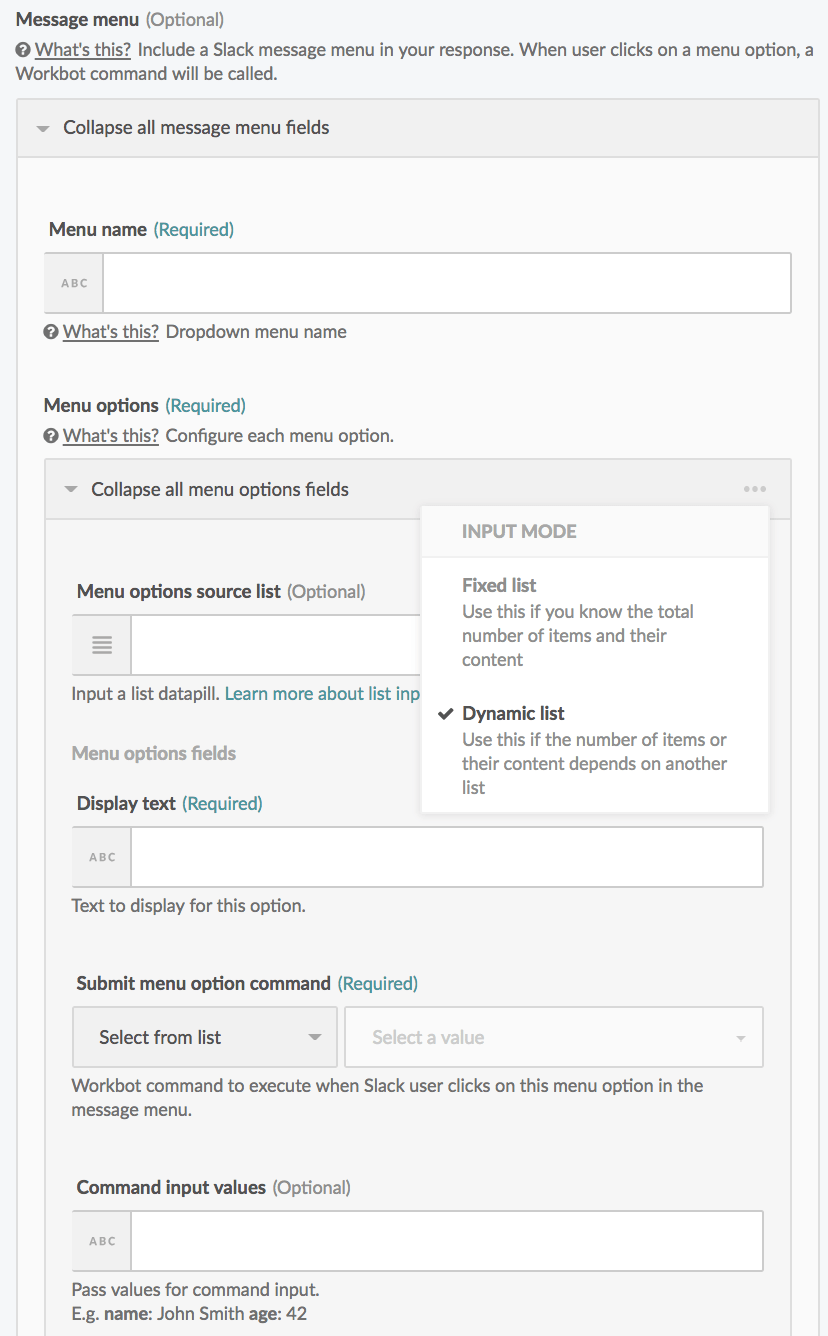 Message menu (Optional)
What's this? Include a Slack message menu in your response. When user clicks on a menu option, a
Workbot command will be called.
Collapse all message menu fields
Menu name (Required)
ABC
What's this? Dropdown menu name
Menu options (Required)
What's this? Configure each menu option.
Collapse all menu options fields
INPUT MODE
Fixed list
Use this if you know the total
number of items and their
content
Dynamic list
Use this if the number of items or
their content depends on another
list
Menu options source list (Optional)
Input a list datapill. Learn more about list inp
Menu options fields
Display text (Required)
ABC
Text to display for this option.
Submit menu option command (Required)
Select from list
Select a value
Workbot command to execute when Slack user clicks on this menu option in the
message menu.
Command input values (Optional)
ABC
Pass values for command input.
E.g. name: John Smith age: 42